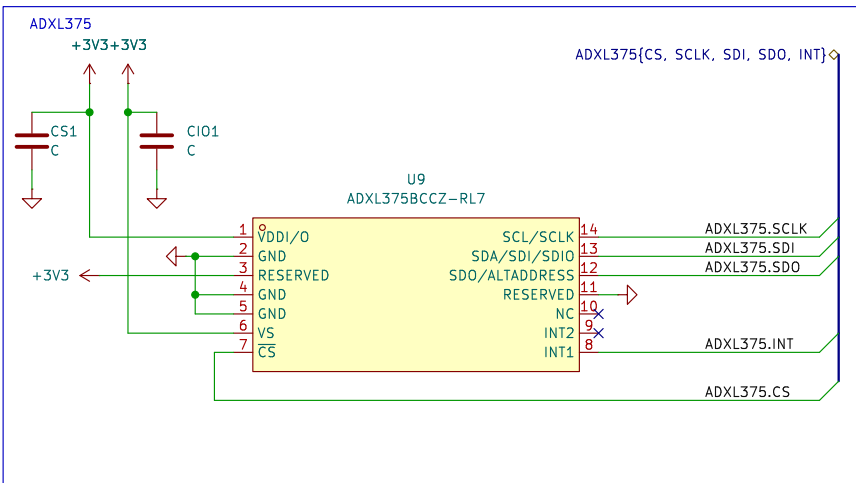 ADXL375
+3V3+3V3
ADXL375{CS, SCLK, SDI, SDO, INT}
CS1
C
CIO1
C
U9
ADXL375BCCZ-RL7
1 VDDI/O
2 GND
3 RESERVED
4 GND
5 GND
6 VS
7 CS
+3V3
SCL/SCLK 14
SDA/SDI/SDIO 13
SDO/ALTADDRESS 12
RESERVED 11
NC 10
INT2 9
INT1 8
ADXL375.SCLK
ADXL375.SDI
ADXL375.SDO
ADXL375.INT
ADXL375.CS